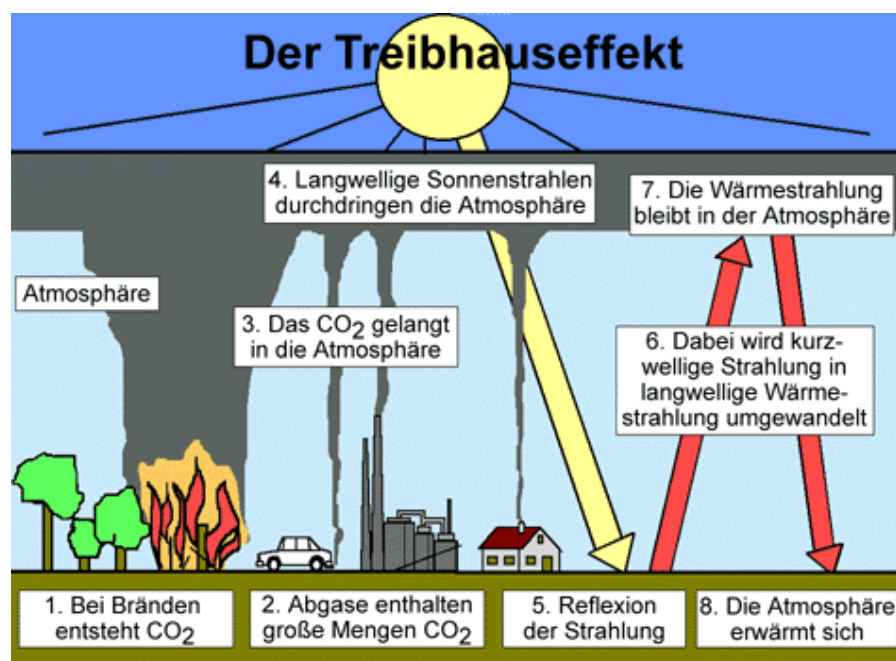 Der Treibhauseffekt
4. Langwellige Sonnenstrahlen
durchdringen die Atmosphäre
7. Die Wärmestrahlung
bleibt in der Atmosphäre
Atmosphäre
3. Das CO₂ gelangt
in die Atmosphäre
6. Dabei wird kurz-
wellige Strahlung in
langwellige Wärme-
strahlung umgewandelt
1. Bei Bränden
entsteht CO₂
2. Abgase enthalten
große Mengen CO₂
5. Reflexion
der Strahlung
8. Die Atmosphäre
erwärmt sich